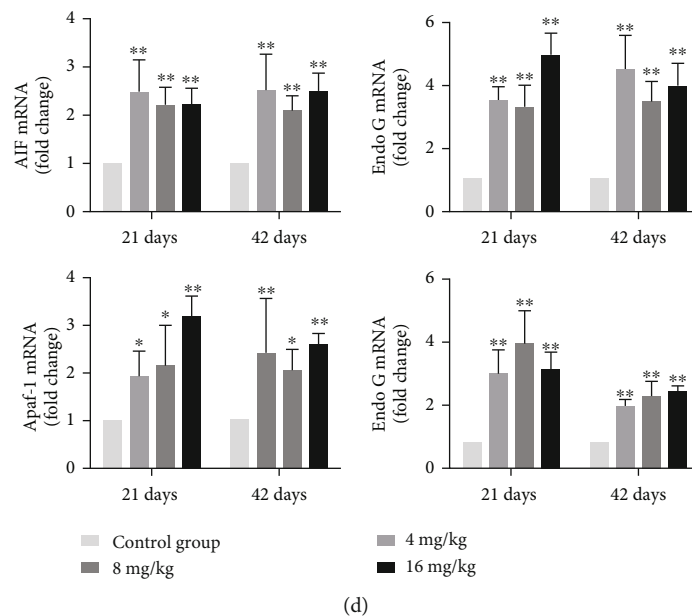 AIF mRNA
(fold change)
4
3
2
1
0
**
**
**
**
**
**
21 days
42 days
Endo G mRNA
(fold change)
6
4
2
0
**
**
**
**
**
**
21 days
42 days
Apaf-1 mRNA
(fold change)
4
3
2
1
0
*
*
**
**
*
**
21 days
42 days
Endo G mRNA
(fold change)
6
4
2
0
**
**
**
**
**
**
21 days
42 days
Control group
4 mg/kg
8 mg/kg
16 mg/kg
(d)